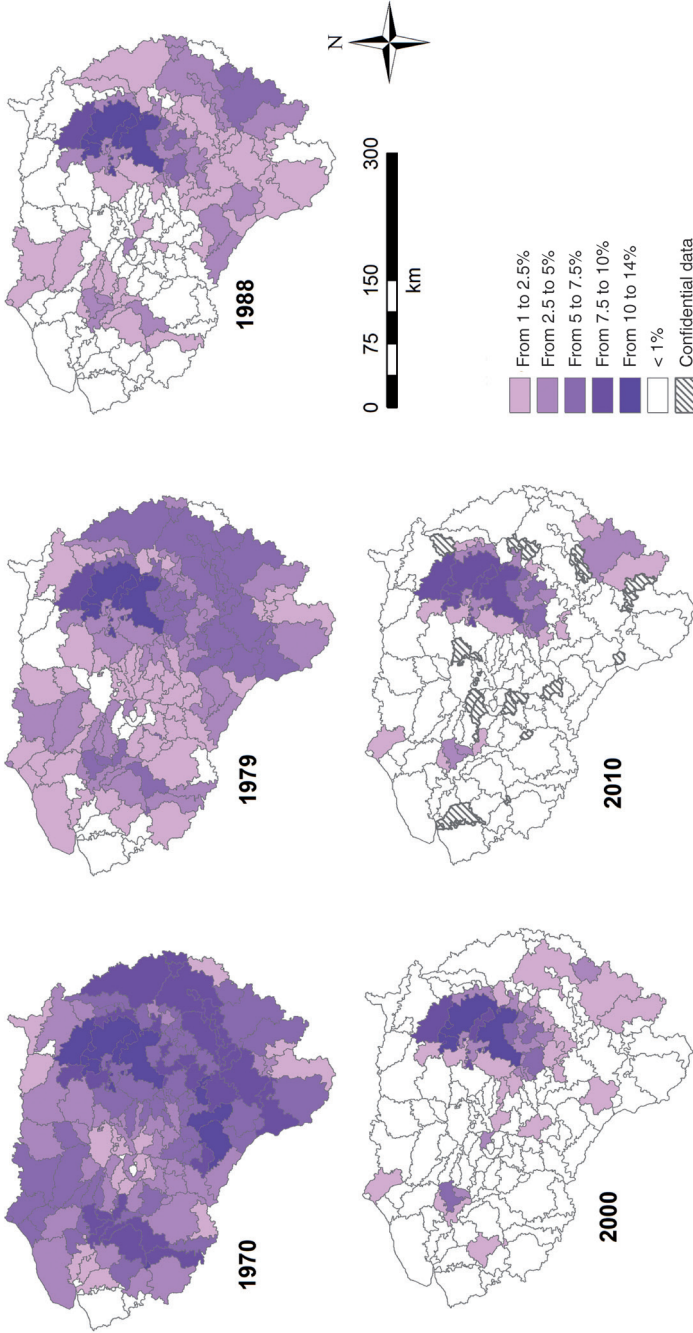 1970
1979
1988
2000
2010
N
0
75
150
300
km
From 1 to 2.5%
From 2.5 to 5%
From 5 to 7.5%
From 7.5 to 10%
From 10 to 14%
< 1%
Confidential data